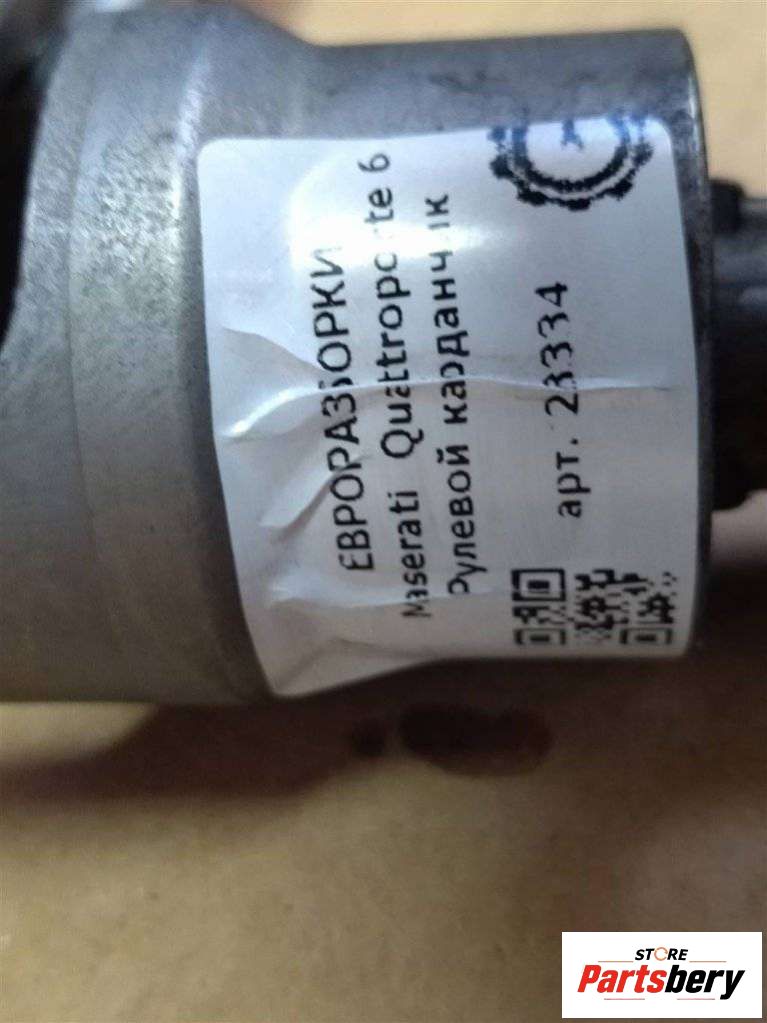 ЕВРОРАЗБОРКИ
Maserati Quattroporte 6
Рулевой карданчик
арт. 23334
STORE
Partsbery